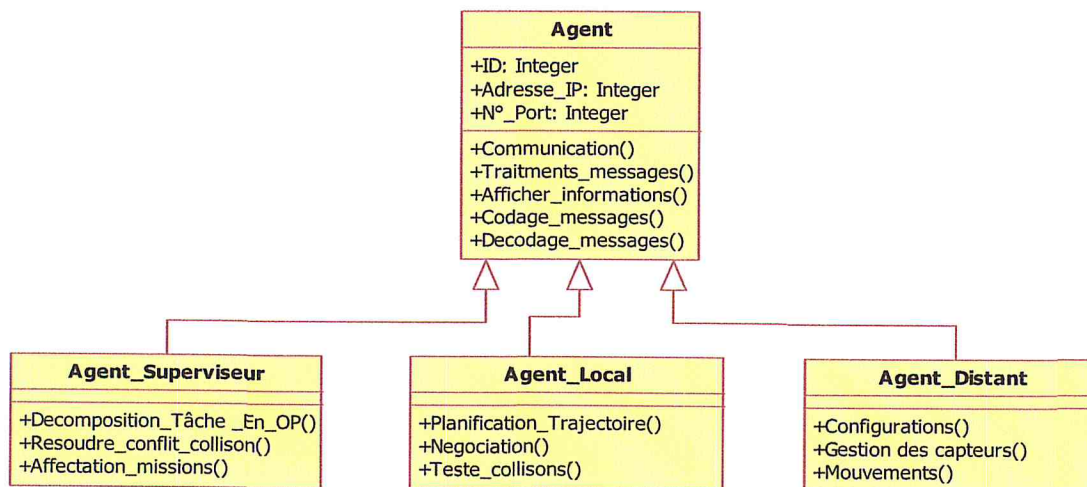 Agent
+ID: Integer
+Adresse_IP: Integer
+N°_Port: Integer
+Communication()
+Traitments_messages()
+Afficher_informations()
+Codage_messages()
+Decodage_messages()
Agent_Superviseur
+Decomposition_Tâche _En_OP()
+Resoudre_conflit_collison()
+Affectation_missions()
Agent_Local
+Planification_Trajectoire()
+Negociation()
+Teste_collisons()
Agent_Distant
+Configurations()
+Gestion des capteurs()
+Mouvements()